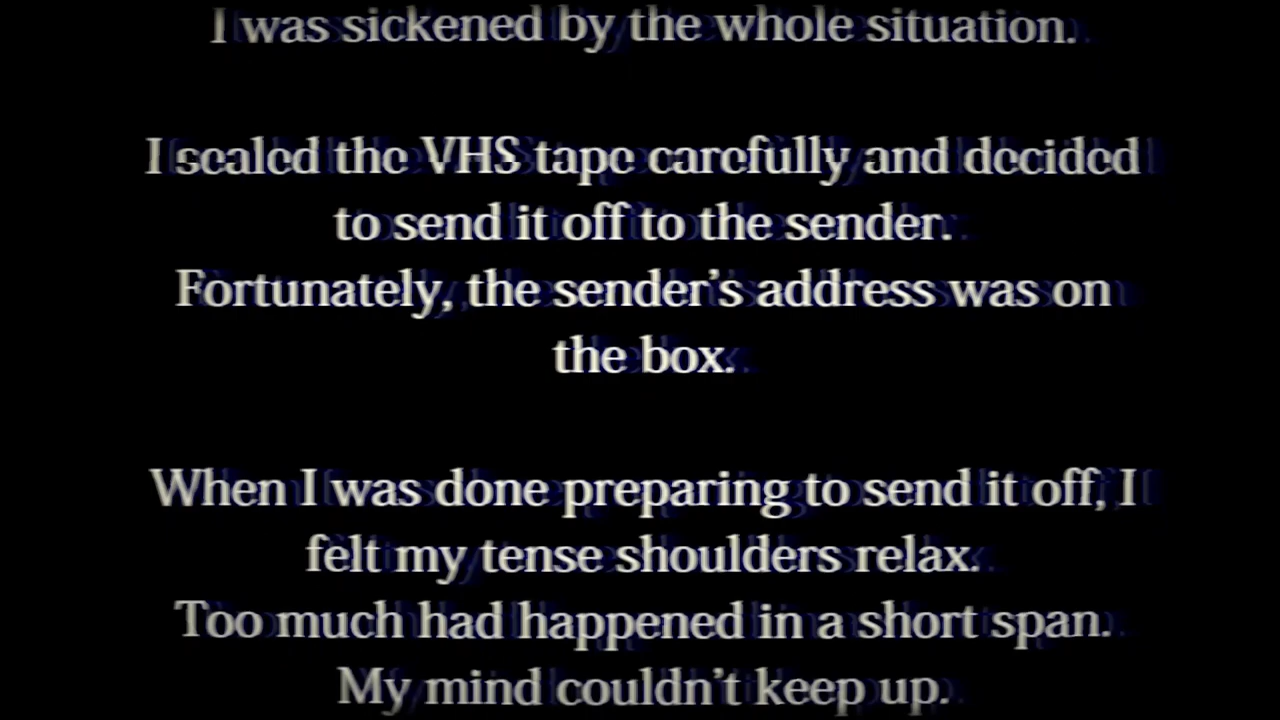 I was sickened by the whole situation.
I sealed the VHS tape carefully and decided
to send it off to the sender.
Fortunately, the sender’s address was on
the box.
When I was done preparing to send it off, I
felt my tense shoulders relax.
Too much had happened in a short span.
My mind couldn’t keep up.